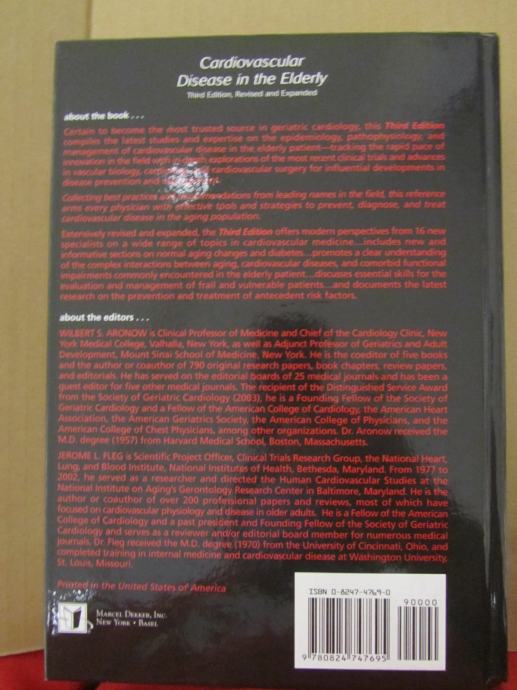 Cardiovascular
Disease in the Elderly
Third Edition, Revised and Expanded
about the book . . .
Certain to become the most trusted source in geriatric cardiology, this Third Edition
compiles the latest studies and expertise on the epidemiology, pathophysiology, and
management of cardiovascular disease in the elderly patient—tracking the rapid pace of
innovation in the field with explorations of the most recent clinical trials and advances
in vascular biology, cardiovascular surgery for influential developments in
disease prevention and
Collecting best practices and recommendations from leading names in the field, this reference
arms every physician with effective tools and strategies to prevent, diagnose, and treat
cardiovascular disease in the aging population.
Extensively revised and expanded, the Third Edition offers modern perspectives from 16 new
specialists on a wide range of topics in cardiovascular medicine...includes new and
informative sections on normal aging changes and diabetes...promotes a clear understanding
of the complex interactions between aging, cardiovascular diseases, and comorbid functional
impairments commonly encountered in the elderly patient...discusses essential skills for the
evaluation and management of frail and vulnerable patients...and documents the latest
research on the prevention and treatment of antecedent risk factors.
about the editors . . .
WILBERT S. ARONOW is Clinical Professor of Medicine and Chief of the Cardiology Clinic, New
York Medical College, Valhalla, New York, as well as Adjunct Professor of Geriatrics and Adult
Development, Mount Sinai School of Medicine, New York. He is the coeditor of five books
and the author or coauthor of 790 original research papers, book chapters, review papers,
and editorials. He has served on the editorial boards of 25 medical journals and has been a
guest editor for five other medical journals. The recipient of the Distinguished Service Award
from the Society of Geriatric Cardiology (2003), he is a Founding Fellow of the Society of
Geriatric Cardiology and a Fellow of the American College of Cardiology, the American Heart
Association, the American Geriatrics Society, the American College of Physicians, and the
American College of Chest Physicians, among other organizations. Dr. Aronow received the
M.D. degree (1957) from Harvard Medical School, Boston, Massachusetts.
JEROME L. FLEG is Scientific Project Officer, Clinical Trials Research Group, the National Heart,
Lung, and Blood Institute, National Institutes of Health, Bethesda, Maryland. From 1977 to
2002, he served as a researcher and directed the Human Cardiovascular Studies at the
National Institute on Aging's Gerontology Research Center in Baltimore, Maryland. He is the
author or coauthor of over 200 professional papers and reviews, most of which have
focused on cardiovascular physiology and disease in older adults. He is a Fellow of the American
College of Cardiology and a past president and Founding Fellow of the Society of Geriatric
Cardiology and serves as a reviewer and/or editorial board member for numerous medical
journals. Dr. Fleg received the M.D. degree (1970) from the University of Cincinnati, Ohio, and
completed training in internal medicine and cardiovascular disease at Washington University,
St. Louis, Missouri.
Printed in the United States of America
MARCEL DEKKER, INC.
NEW YORK • BASEL
ISBN 0-8247-4769-0
90000
9 780824 747695